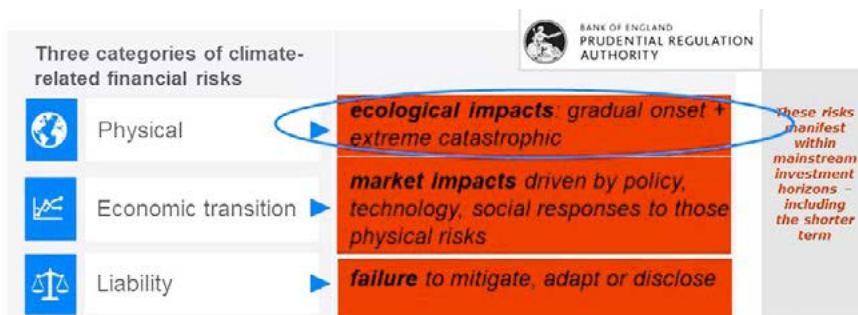 BANK OF ENGLAND
PRUDENTIAL REGULATION
AUTHORITY
Three categories of climate-
related financial risks
Physical
ecological impacts: gradual onset +
extreme catastrophic
Economic transition
market impacts driven by policy,
technology, social responses to those
physical risks
Liability
failure to mitigate, adapt or disclose
These risks
manifest
within
mainstream
investment
horizons –
including
the shorter
term